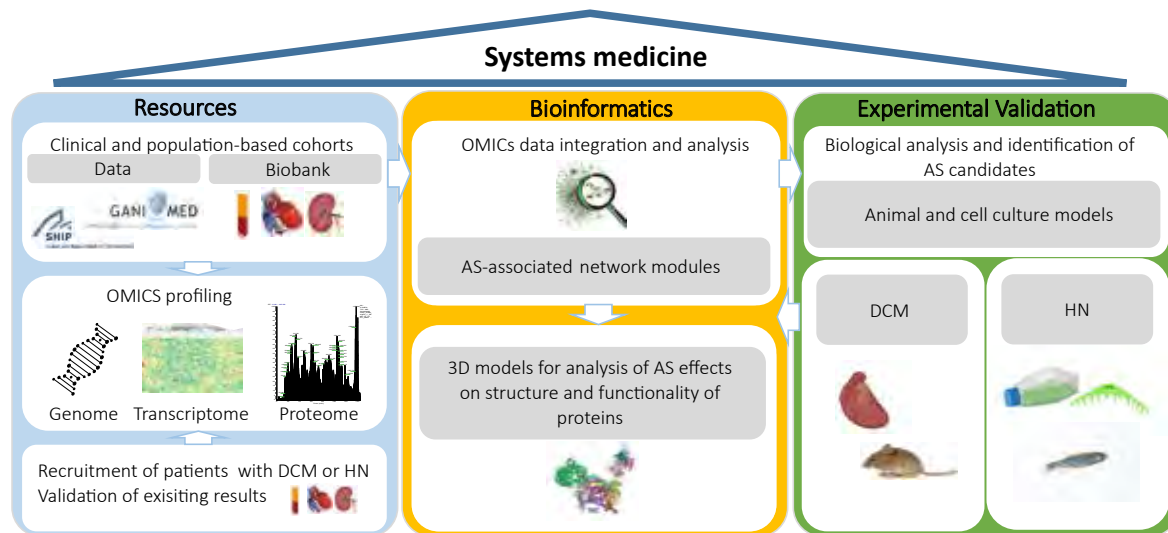 Systems medicine
Resources
Clinical and population-based cohorts
Data
Biobank
GANI MED
SHIP
OMICS profiling
Genome
Transcriptome
Proteome
Recruitment of patients with DCM or HN
Validation of exisiting results
Bioinformatics
OMICs data integration and analysis
AS-associated network modules
3D models for analysis of AS effects
on structure and functionality of
proteins
Experimental Validation
Biological analysis and identification of
AS candidates
Animal and cell culture models
DCM
HN